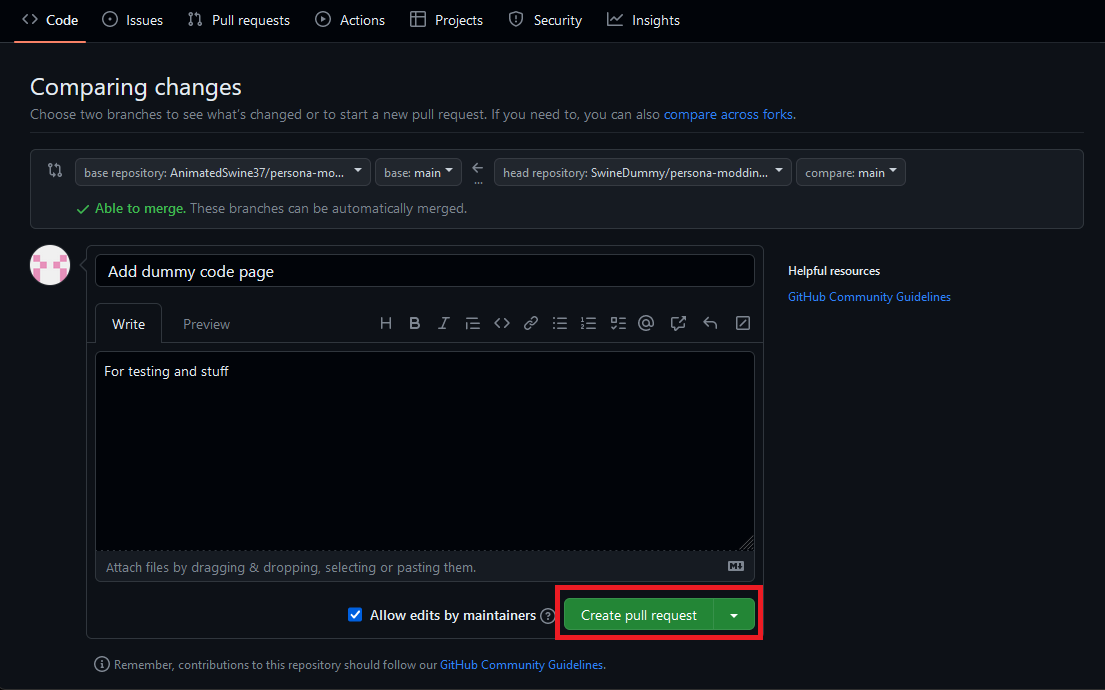 Code Issues Pull requests Actions Projects Security Insights
Comparing changes
Choose two branches to see what's changed or to start a new pull request. If you need to, you can also compare across forks.
base repository: AnimatedSwine37/persona-mo... base: main ... head repository: SwineDummy/persona-moddin... compare: main
Able to merge. These branches can be automatically merged.
Add dummy code page
Helpful resources
GitHub Community Guidelines
Write Preview
For testing and stuff
Attach files by dragging & dropping, selecting or pasting them.
Allow edits by maintainers ? Create pull request
Remember, contributions to this repository should follow our GitHub Community Guidelines.